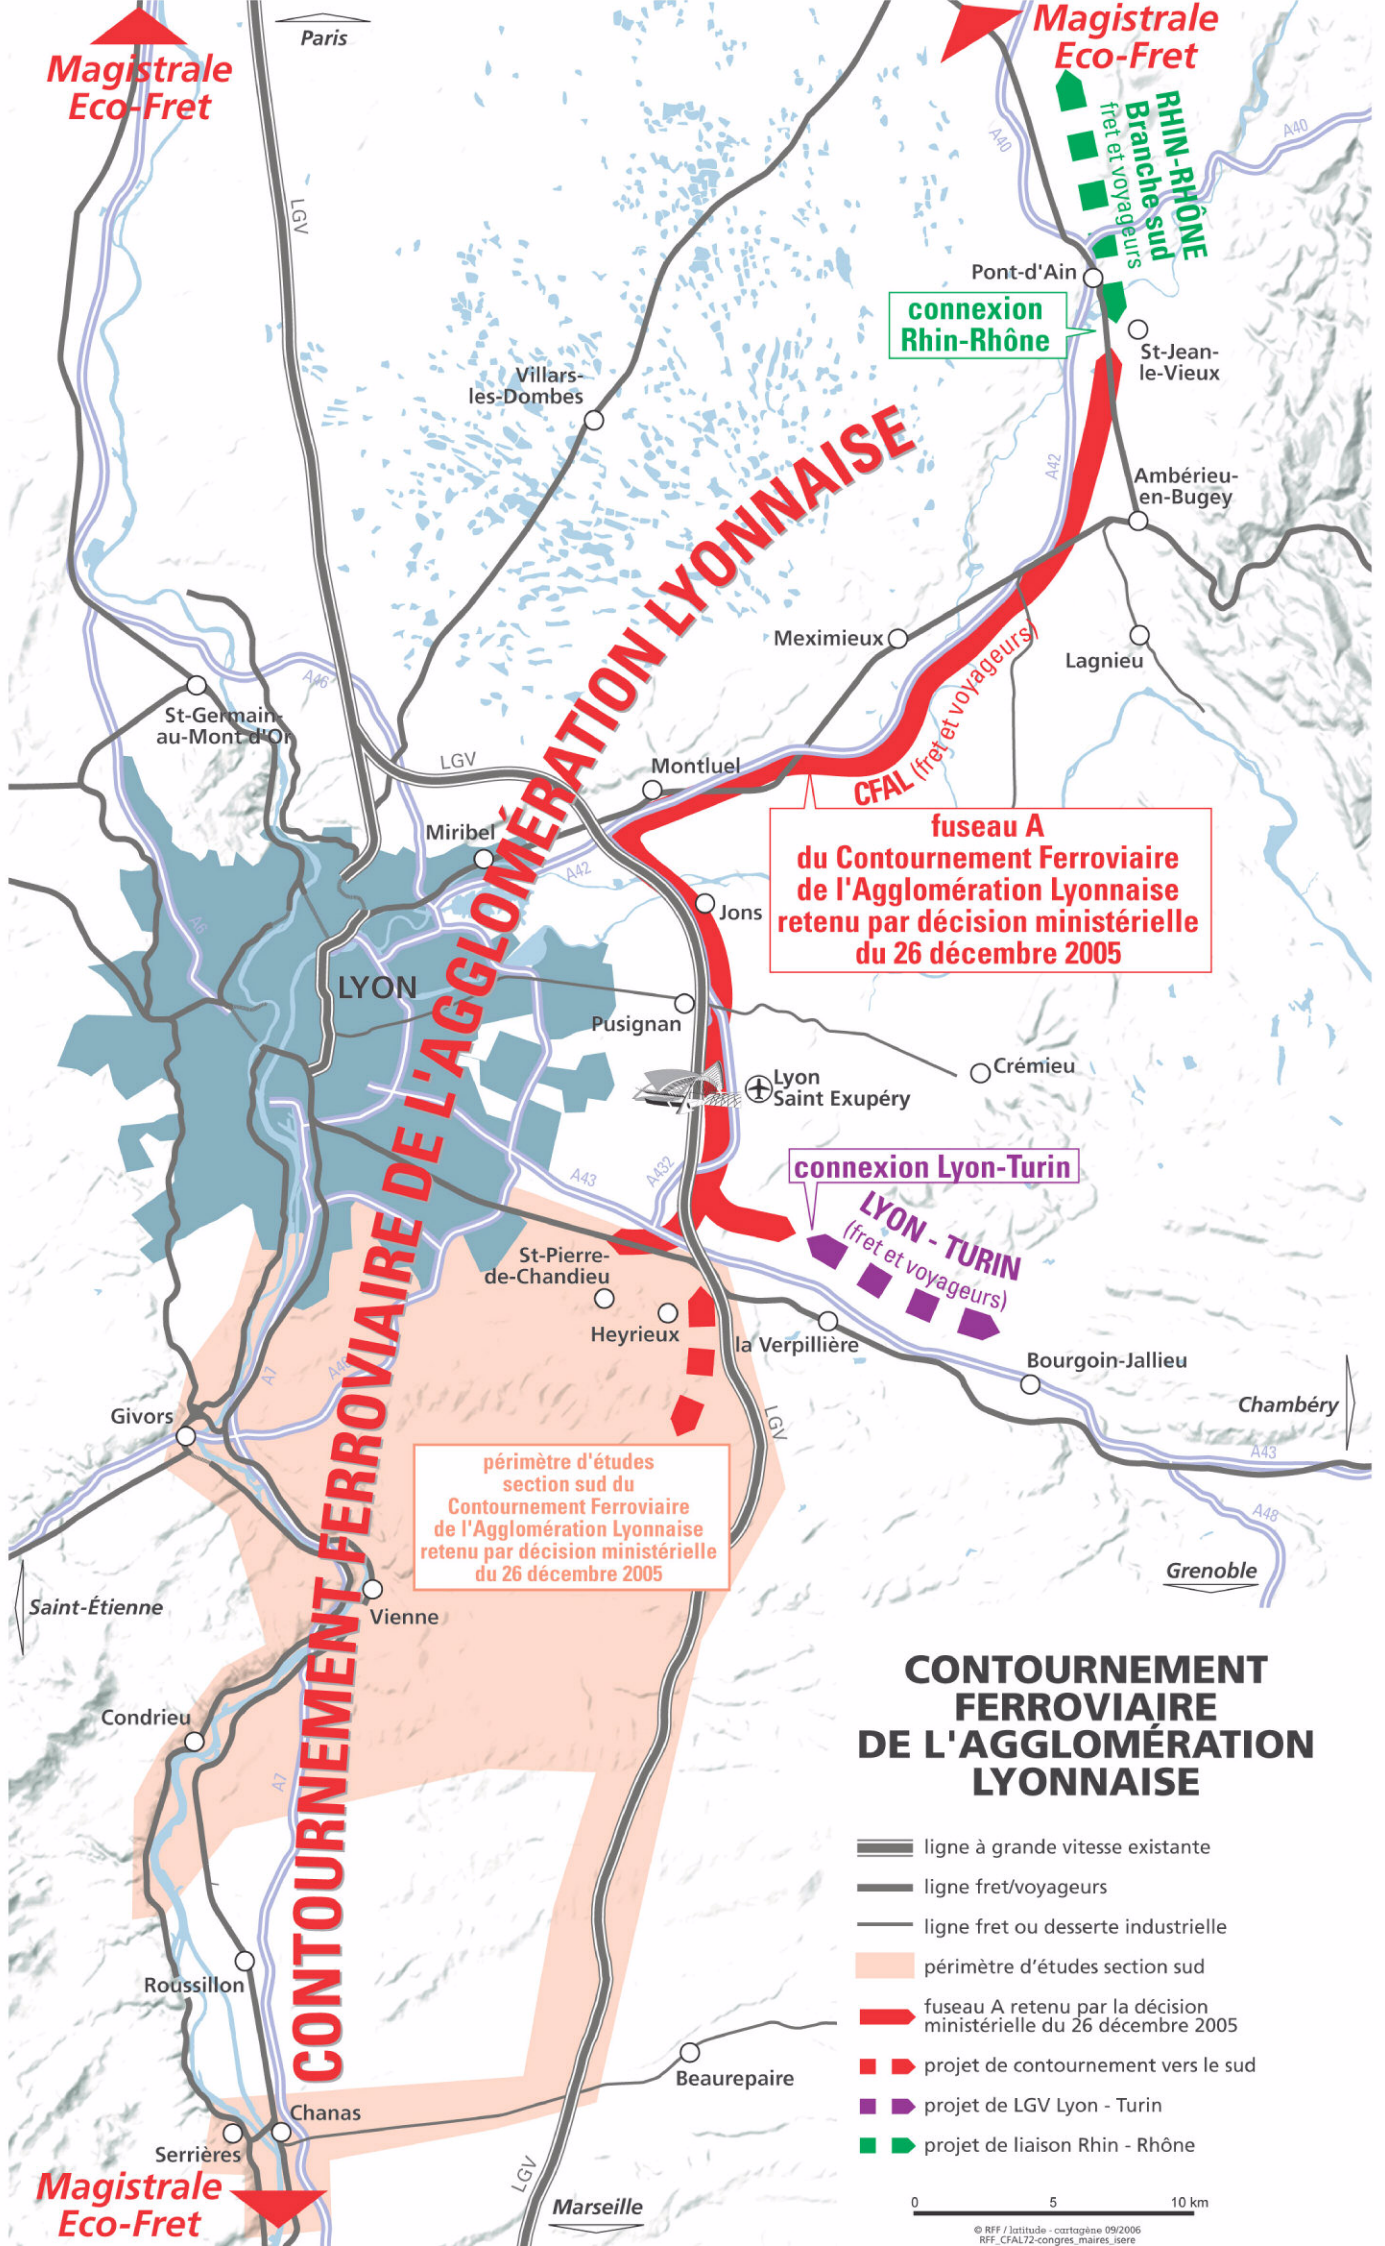 Paris
Magistrale
Eco-Fret
Magistrale
Eco-Fret
RHIN-RHÔNE
Branche sud
fret et voyageurs
A40
A40
LGV
Pont-d'Ain
connexion
Rhin-Rhône
St-Jean-
le-Vieux
Villars-
les-Dombes
A42
Ambérieu-
en-Bugey
Meximieux
Lagnieu
A46
St-Germain-
au-Mont d'Or
LGV
Montluel
CFAL (fret et voyageurs)
Miribel
A42
fuseau A
du Contournement Ferroviaire
de l'Agglomération Lyonnaise
retenu par décision ministérielle
du 26 décembre 2005
Jons
A6
LYON
Pusignan
Crémieu
Lyon
Saint Exupéry
CONTOURNEMENT FERROVIAIRE DE L'AGGLOMÉRATION LYONNAISE
A43
A432
connexion Lyon-Turin
LYON - TURIN
(fret et voyageurs)
St-Pierre-
de-Chandieu
Heyrieux
la Verpillière
Bourgoin-Jallieu
A7
A46
Chambéry
Givors
LGV
A43
périmètre d'études
section sud du
Contournement Ferroviaire
de l'Agglomération Lyonnaise
retenu par décision ministérielle
du 26 décembre 2005
A48
Grenoble
Saint-Étienne
Vienne
Condrieu
A7
Roussillon
Beaurepaire
Chanas
Serrières
Magistrale
Eco-Fret
LGV
Marseille
CONTOURNEMENT
FERROVIAIRE
DE L'AGGLOMÉRATION
LYONNAISE
ligne à grande vitesse existante
ligne fret/voyageurs
ligne fret ou desserte industrielle
périmètre d'études section sud
fuseau A retenu par la décision
ministérielle du 26 décembre 2005
projet de contournement vers le sud
projet de LGV Lyon - Turin
projet de liaison Rhin - Rhône
0 5 10 km
© RFF / latitude - cartagène 09/2006
RFF_CFAL72-congres_maires_isere